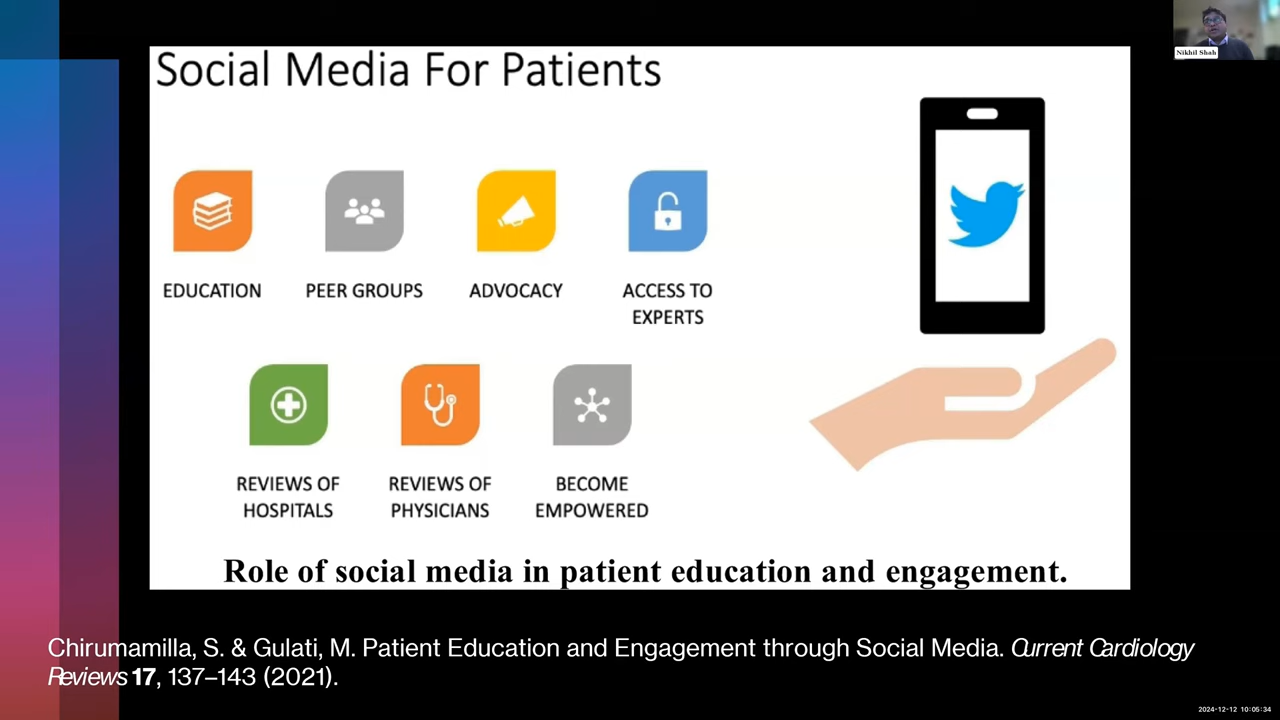 Nikhil Shah
Social Media For Patients
EDUCATION
PEER GROUPS
ADVOCACY
ACCESS TO
EXPERTS
REVIEWS OF
HOSPITALS
REVIEWS OF
PHYSICIANS
BECOME
EMPOWERED
Role of social media in patient education and engagement.
Chirumamilla, S. & Gulati, M. Patient Education and Engagement through Social Media. Current Cardiology
Reviews 17, 137–143 (2021).
2024-12-12 10:05:34